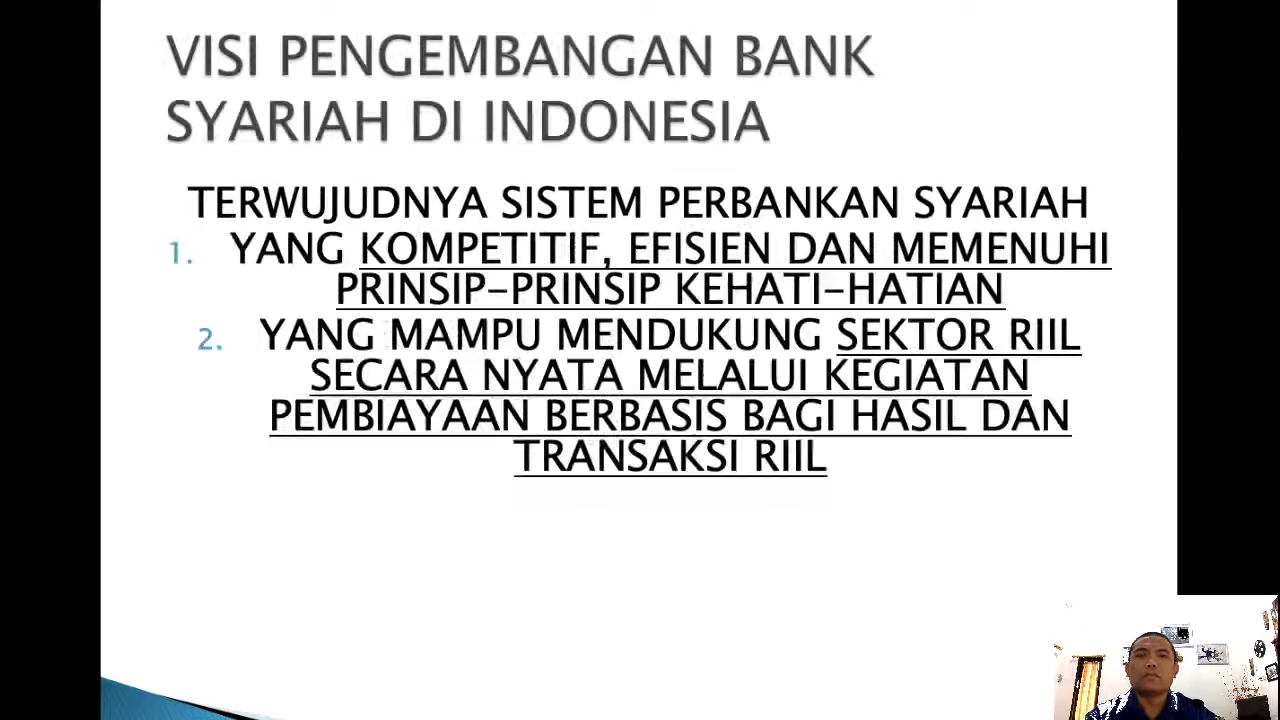 VISI PENGEMBANGAN BANK
SYARIAH DI INDONESIA
TERWUJUDNYA SISTEM PERBANKAN SYARIAH
1. YANG KOMPETITIF, EFISIEN DAN MEMENUHI
PRINSIP-PRINSIP KEHATI-HATIAN
2. YANG MAMPU MENDUKUNG SEKTOR RIIL
SECARA NYATA MELALUI KEGIATAN
PEMBIAYAAN BERBASIS BAGI HASIL DAN
TRANSAKSI RIIL